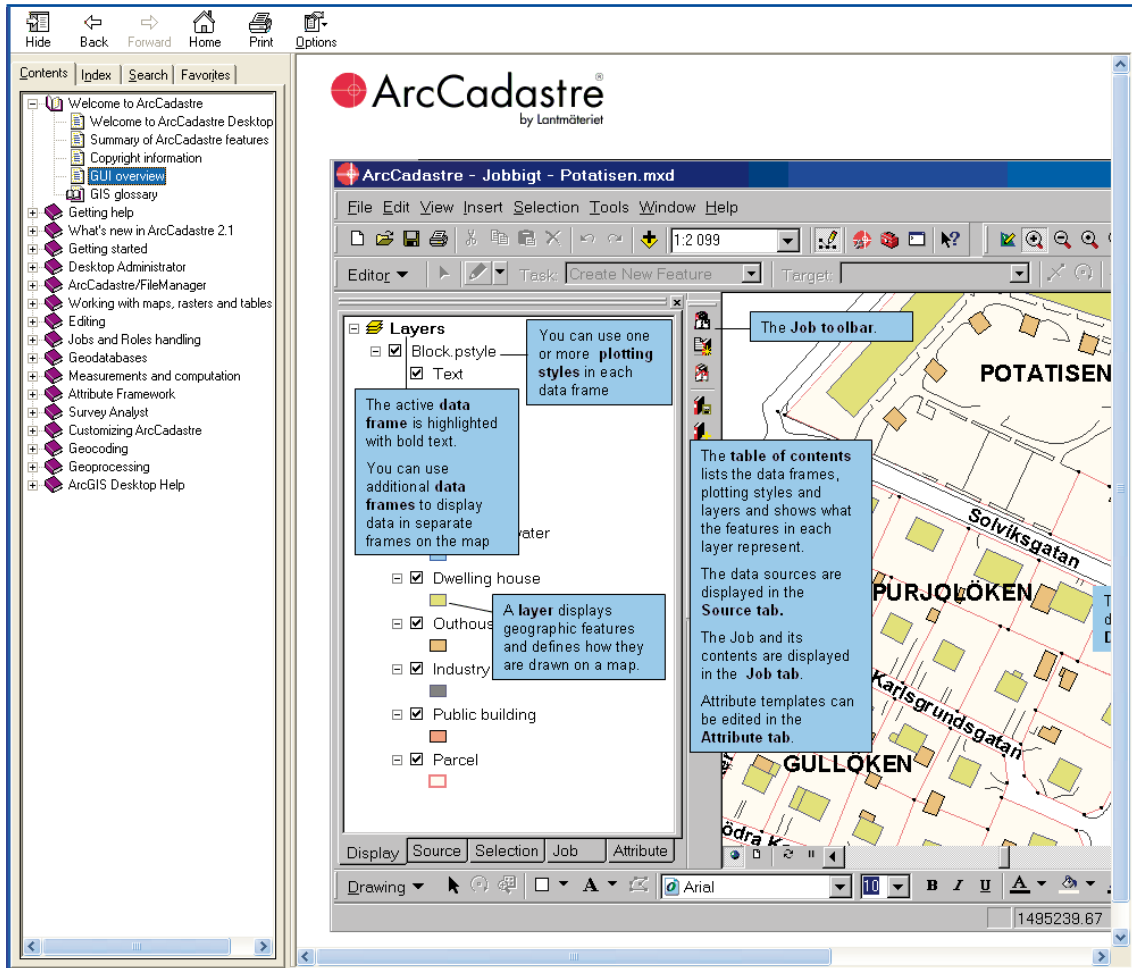 Hide Back Forward Home Print Options
Contents Index Search Favorites
Welcome to ArcCadastre
Welcome to ArcCadastre Desktop
Summary of ArcCadastre features
Copyright information
GUI overview
GIS glossary
Getting help
What's new in ArcCadastre 2.1
Getting started
Desktop Administrator
ArcCadastre/FileManager
Working with maps, rasters and tables
Editing
Jobs and Roles handling
Geodatabases
Measurements and computation
Attribute Framework
Survey Analyst
Customizing ArcCadastre
Geocoding
Geoprocessing
ArcGIS Desktop Help
ArcCadastre®
by Lantmäteriet
ArcCadastre - Jobbigt - Potatisen.mxd
File Edit View Insert Selection Tools Window Help
1:2 099
Editor Task: Create New Feature Target:
Layers
Block.pstyle
Text
You can use one
or more plotting
styles in each
data frame
The active data
frame is highlighted
with bold text.
You can use
additional data
frames to display
data in separate
frames on the map
ater
Dwelling house
A layer displays
geographic features
and defines how they
are drawn on a map.
Outhous
Industry
Public building
Parcel
Display Source Selection Job Attribute
The Job toolbar.
The table of contents
lists the data frames,
plotting styles and
layers and shows what
the features in each
layer represent.
The data sources are
displayed in the
Source tab.
The Job and its
contents are displayed
in the Job tab.
Attribute templates can
be edited in the
Attribute tab.
POTATISEN
Solviksgatan
PURJOLÖKEN
T
d
D
Karlsgrundsgatan
GULLÖKEN
ödra K
Drawing A Arial 10 B I U A
1495239.67